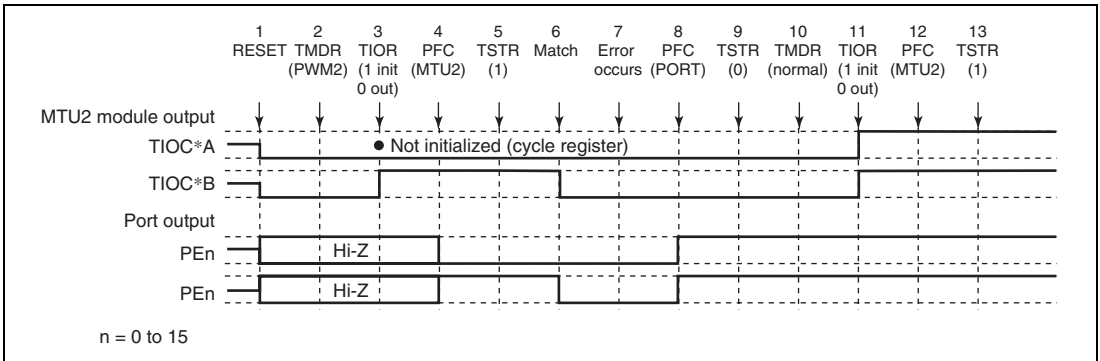 1 2 3 4 5 6 7 8 9 10 11 12 13
RESET TMDR TIOR PFC TSTR Match Error PFC TSTR TMDR TIOR PFC TSTR
(PWM2) (1 init (MTU2) (1) occurs (PORT) (0) (normal) (1 init (MTU2) (1)
0 out) 0 out)
MTU2 module output
TIOC*A ● Not initialized (cycle register)
TIOC*B
Port output
PEn Hi-Z
PEn Hi-Z
n = 0 to 15